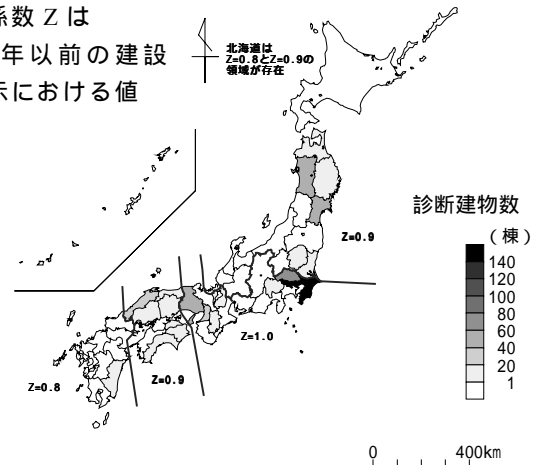 係数 Z は
年以前の建設
示における値
北海道は
Z=0.8とZ=0.9の
領域が存在
診断建物数
（棟）
140
120
100
80
60
40
20
1
Z=0.9
Z=1.0
Z=0.9
Z=0.8
0 400km